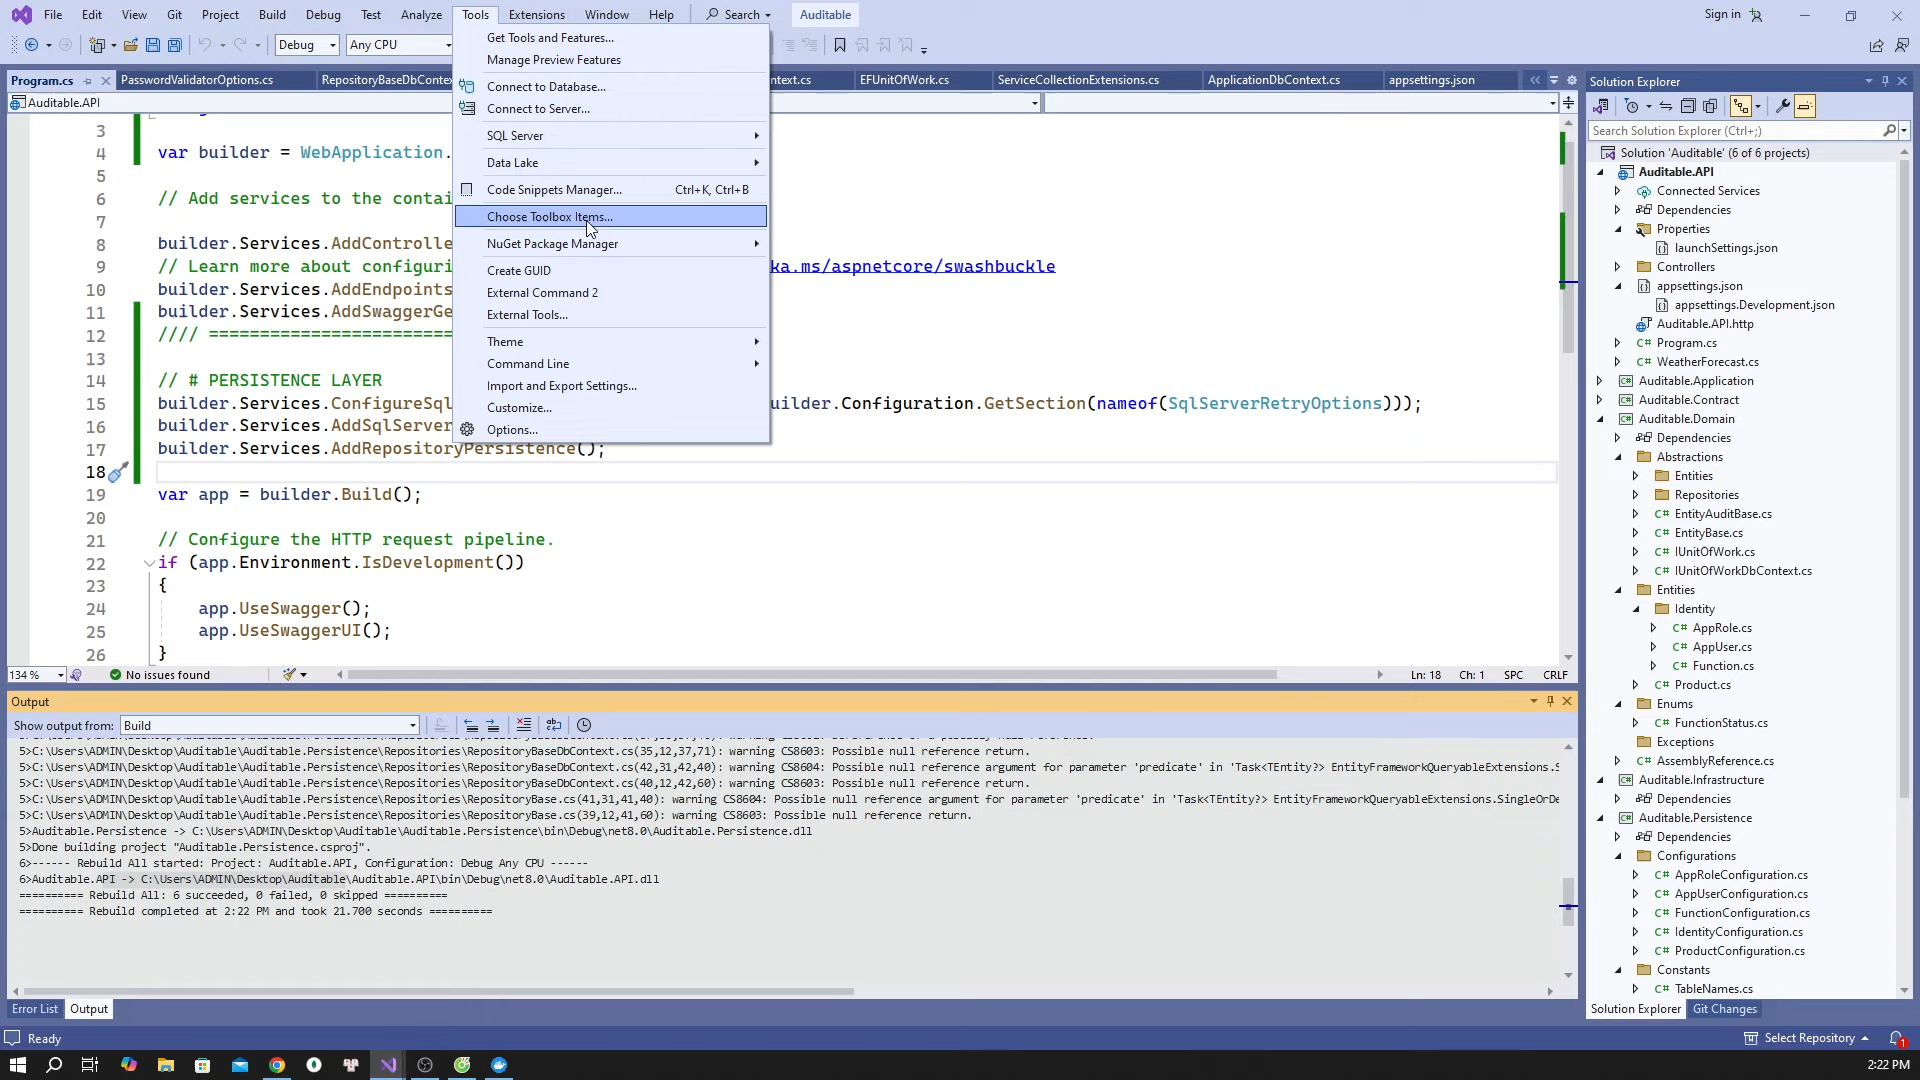 File Edit View Git Project Build Debug Test Analyze Tools Extensions Window Help Search Auditable Sign in
Debug Any CPU
Program.cs PasswordValidatorOptions.cs RepositoryBaseDbConte text.cs EFUnitOfWork.cs ServiceCollectionExtensions.cs ApplicationDbContext.cs appsettings.json
Auditable.API
3
4 var builder = WebApplication.
5
6 // Add services to the contai
7
8 builder.Services.AddControlle
9 // Learn more about configuri ka.ms/aspnetcore/swashbuckle
10 builder.Services.AddEndpoints
11 builder.Services.AddSwaggerGe
12 //// ========================
13
14 // # PERSISTENCE LAYER
15 builder.Services.ConfigureSql uilder.Configuration.GetSection(nameof(SqlServerRetryOptions)));
16 builder.Services.AddSqlServer
17 builder.Services.AddRepositoryPersistence();
18
19 var app = builder.Build();
20
21 // Configure the HTTP request pipeline.
22 if (app.Environment.IsDevelopment())
23 {
24 app.UseSwagger();
25 app.UseSwaggerUI();
26 }
Get Tools and Features...
Manage Preview Features
Connect to Database...
Connect to Server...
SQL Server
Data Lake
Code Snippets Manager... Ctrl+K, Ctrl+B
Choose Toolbox Items...
NuGet Package Manager
Create GUID
External Command 2
External Tools...
Theme
Command Line
Import and Export Settings...
Customize...
Options...
134 % No issues found Ln: 18 Ch: 1 SPC CRLF
Output
Show output from: Build
5>C:\Users\ADMIN\Desktop\Auditable\Auditable.Persistence\Repositories\RepositoryBaseDbContext.cs(35,12,37,71): warning CS8603: Possible null reference return.
5>C:\Users\ADMIN\Desktop\Auditable\Auditable.Persistence\Repositories\RepositoryBaseDbContext.cs(42,31,42,40): warning CS8604: Possible null reference argument for parameter 'predicate' in 'Task<TEntity?> EntityFrameworkQueryableExtensions.S
5>C:\Users\ADMIN\Desktop\Auditable\Auditable.Persistence\Repositories\RepositoryBaseDbContext.cs(40,12,42,60): warning CS8603: Possible null reference return.
5>C:\Users\ADMIN\Desktop\Auditable\Auditable.Persistence\Repositories\RepositoryBase.cs(41,31,41,40): warning CS8604: Possible null reference argument for parameter 'predicate' in 'Task<TEntity?> EntityFrameworkQueryableExtensions.SingleOrDe
5>C:\Users\ADMIN\Desktop\Auditable\Auditable.Persistence\Repositories\RepositoryBase.cs(39,12,41,60): warning CS8603: Possible null reference return.
5>Auditable.Persistence -> C:\Users\ADMIN\Desktop\Auditable\Auditable.Persistence\bin\Debug\net8.0\Auditable.Persistence.dll
5>Done building project "Auditable.Persistence.csproj".
6>------ Rebuild All started: Project: Auditable.API, Configuration: Debug Any CPU ------
6>Auditable.API -> C:\Users\ADMIN\Desktop\Auditable\Auditable.API\bin\Debug\net8.0\Auditable.API.dll
========== Rebuild All: 6 succeeded, 0 failed, 0 skipped ==========
========== Rebuild completed at 2:22 PM and took 21.700 seconds ==========
Error List Output
Solution Explorer
Search Solution Explorer (Ctrl+;)
Solution 'Auditable' (6 of 6 projects)
Auditable.API
Connected Services
Dependencies
Properties
launchSettings.json
Controllers
appsettings.json
appsettings.Development.json
Auditable.API.http
Program.cs
WeatherForecast.cs
Auditable.Application
Auditable.Contract
Auditable.Domain
Dependencies
Abstractions
Entities
Repositories
EntityAuditBase.cs
EntityBase.cs
IUnitOfWork.cs
IUnitOfWorkDbContext.cs
Entities
Identity
AppRole.cs
AppUser.cs
Function.cs
Product.cs
Enums
FunctionStatus.cs
Exceptions
AssemblyReference.cs
Auditable.Infrastructure
Dependencies
Auditable.Persistence
Dependencies
Configurations
AppRoleConfiguration.cs
AppUserConfiguration.cs
FunctionConfiguration.cs
IdentityConfiguration.cs
ProductConfiguration.cs
Constants
TableNames.cs
Solution Explorer Git Changes
Ready Select Repository 1
2:22 PM